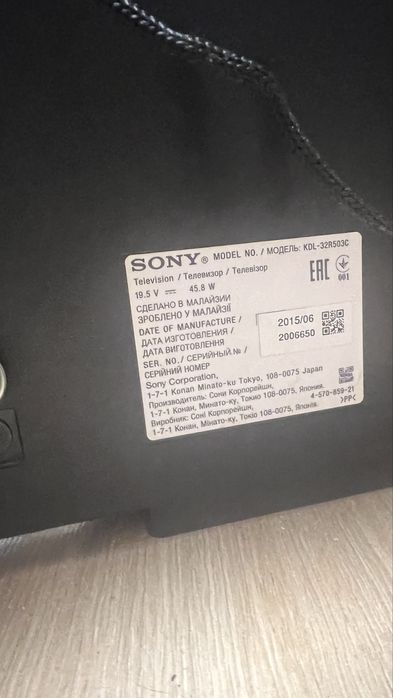 SONY® MODEL NO. / МОДЕЛЬ: KDL-32R503C
Television / Телевизор / Телевізор
19.5 V ⎓ 45.8 W
EAC
001
СДЕЛАНО В МАЛАЙЗИИ
ЗРОБЛЕНО У МАЛАЙЗІЇ
DATE OF MANUFACTURE /
ДАТА ИЗГОТОВЛЕНИЯ /
ДАТА ВИГОТОВЛЕННЯ
2015/06
SER. NO./ СЕРИЙНЫЙ № /
СЕРІЙНИЙ НОМЕР
2006650
Sony Corporation,
1-7-1 Konan Minato-ku Tokyo, 108-0075 Japan
Производитель: Сони Корпорейшн,
1-7-1 Конан, Минато-ку, Токио 108-0075, Япония.
Виробник: Соні Корпорейшн,
1-7-1 Конан, Мінато-ку, Токіо 108-0075, Японія.
4-570-859-21
>PP<